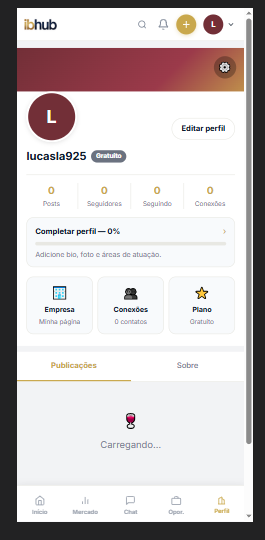 ibhub
L
L
Editar perfil
lucasla925 Gratuito
0 0 0 0
Posts Seguidores Seguindo Conexões
Completar perfil — 0% ›
Adicione bio, foto e áreas de atuação.
Empresa Conexões Plano
Minha página 0 contatos Gratuito
Publicações Sobre
Carregando...
Início Mercado Chat Opor. Perfil